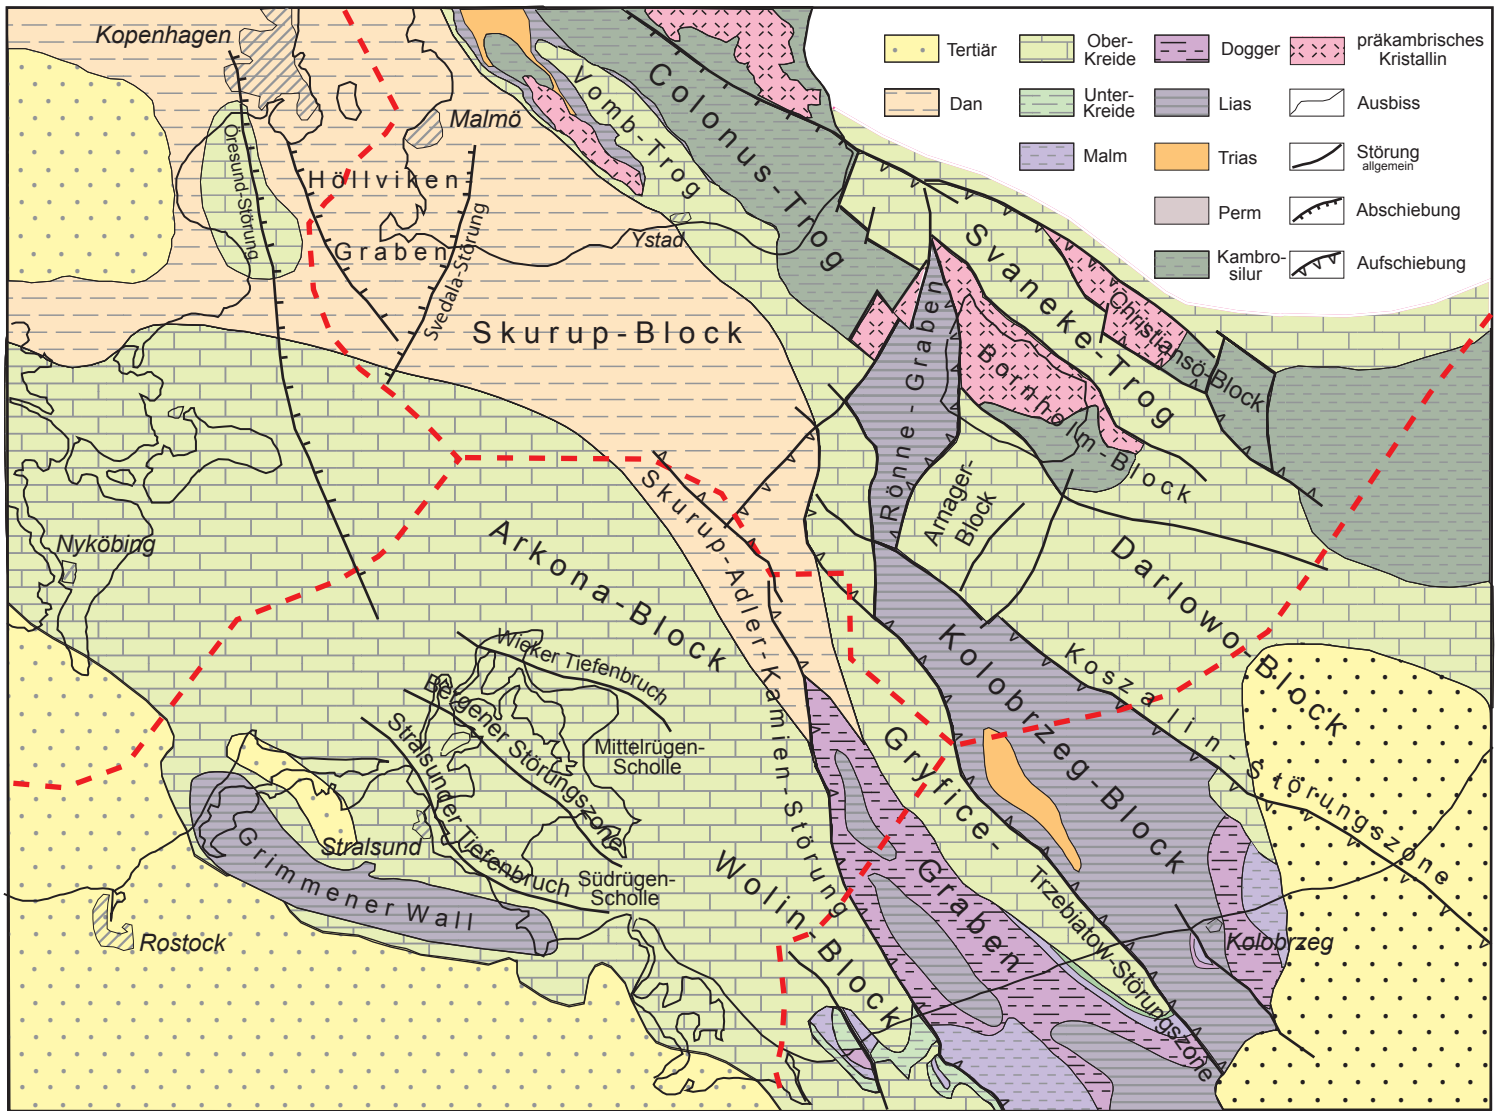 Kopenhagen
Malmö
Öresund-Störung
Höllviken
Graben
Svedala-Störung
Vomb-Trog
Colonus-Trog
Ystad
Skurup-Block
Tertiär
Dan
Ober-
Kreide
Unter-
Kreide
Malm
Dogger
Lias
Trias
Perm
Kambro-
silur
präkambrisches
Kristallin
Ausbiss
Störung
allgemein
Abschiebung
Aufschiebung
Svaneke-Trog
Christiansö-Block
Rönne-Graben
Bornholm-Block
Arnager-
Block
Darlowo-Block
Nyköbing
Arkona-Block
Skurup-Adler-Kamien-Störung
Kolobrzeg-Block
Koszalin-Störungszone
Wieker Tiefenbruch
Bergener Störungszone
Stralsunder Tiefenbruch
Mittelrügen-
Scholle
Südrügen-
Scholle
Stralsund
Grimmener Wall
Rostock
Wolin-Block
Gryfice-
Graben
Trzebiatow-Störungszone
Kolobrzeg